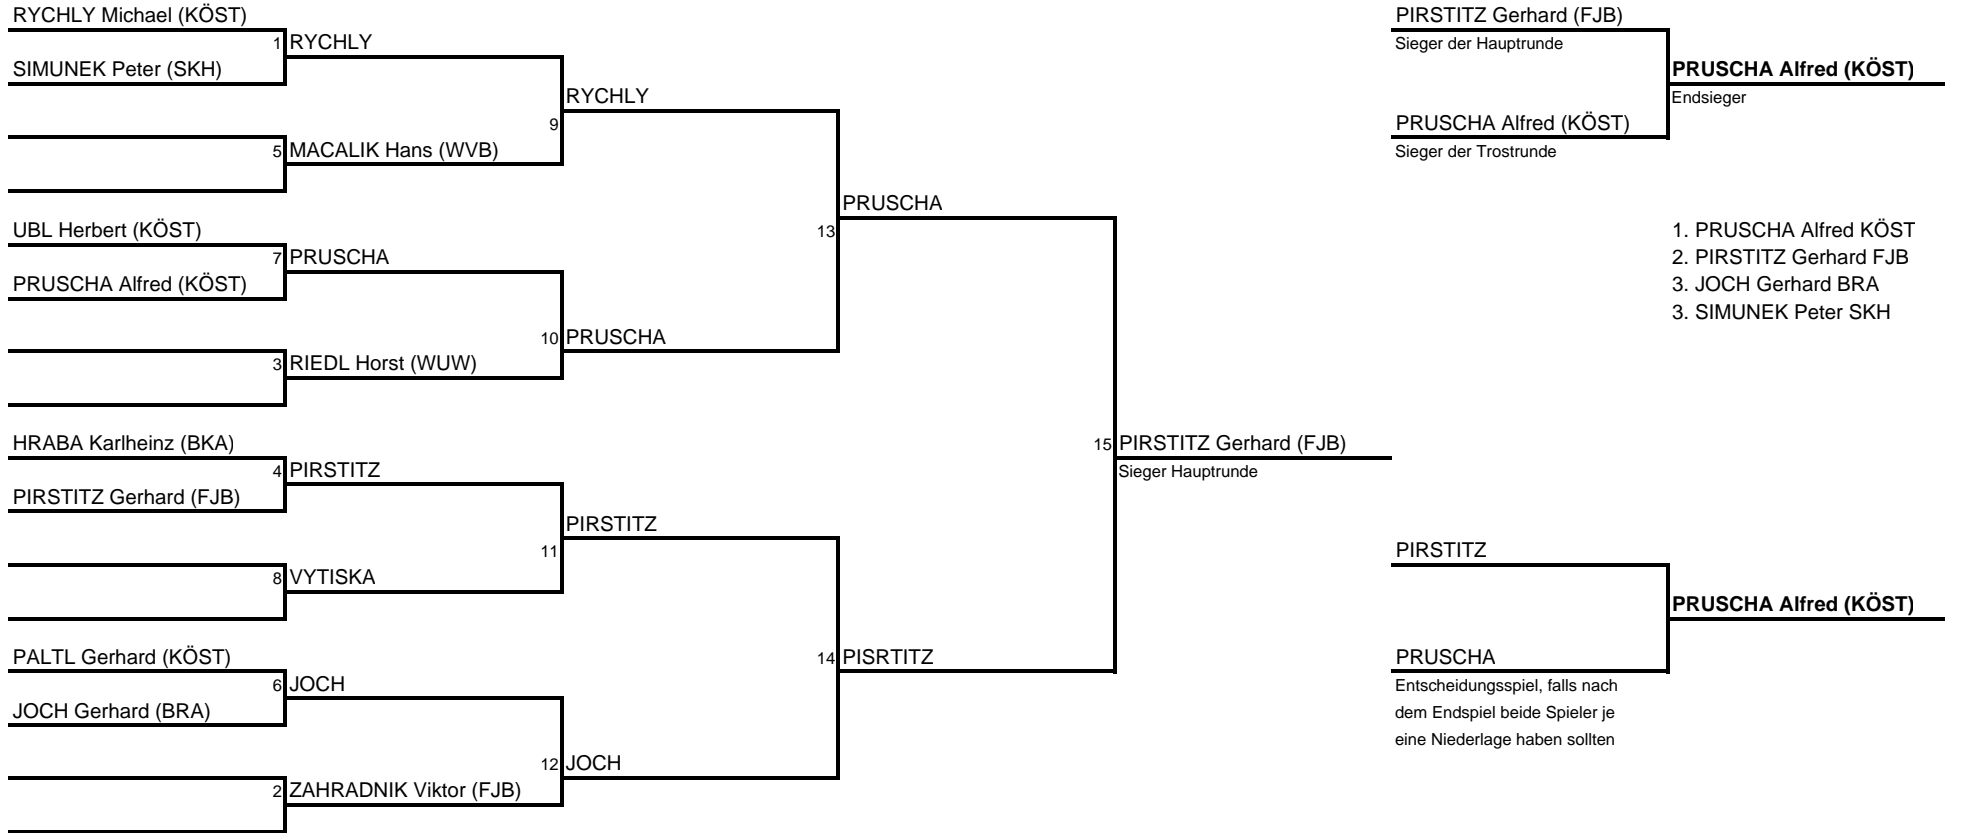 RYCHLY Michael (KÖST)
1 RYCHLY
SIMUNEK Peter (SKH)
RYCHLY
9
5 MACALIK Hans (WVB)
UBL Herbert (KÖST)
7 PRUSCHA
PRUSCHA Alfred (KÖST)
10 PRUSCHA
3 RIEDL Horst (WUW)
PRUSCHA
13
HRABA Karlheinz (BKA)
4 PIRSTITZ
PIRSTITZ Gerhard (FJB)
PIRSTITZ
11
8 VYTISKA
PALTL Gerhard (KÖST)
6 JOCH
JOCH Gerhard (BRA)
12 JOCH
2 ZAHRADNIK Viktor (FJB)
14 PISRTITZ
15 PIRSTITZ Gerhard (FJB)
Sieger Hauptrunde
PIRSTITZ Gerhard (FJB)
Sieger der Hauptrunde
PRUSCHA Alfred (KÖST)
Endsieger
PRUSCHA Alfred (KÖST)
Sieger der Trostrunde
1. PRUSCHA Alfred KÖST
2. PIRSTITZ Gerhard FJB
3. JOCH Gerhard BRA
3. SIMUNEK Peter SKH
PIRSTITZ
PRUSCHA Alfred (KÖST)
PRUSCHA
Entscheidungsspiel, falls nach
dem Endspiel beide Spieler je
eine Niederlage haben sollten